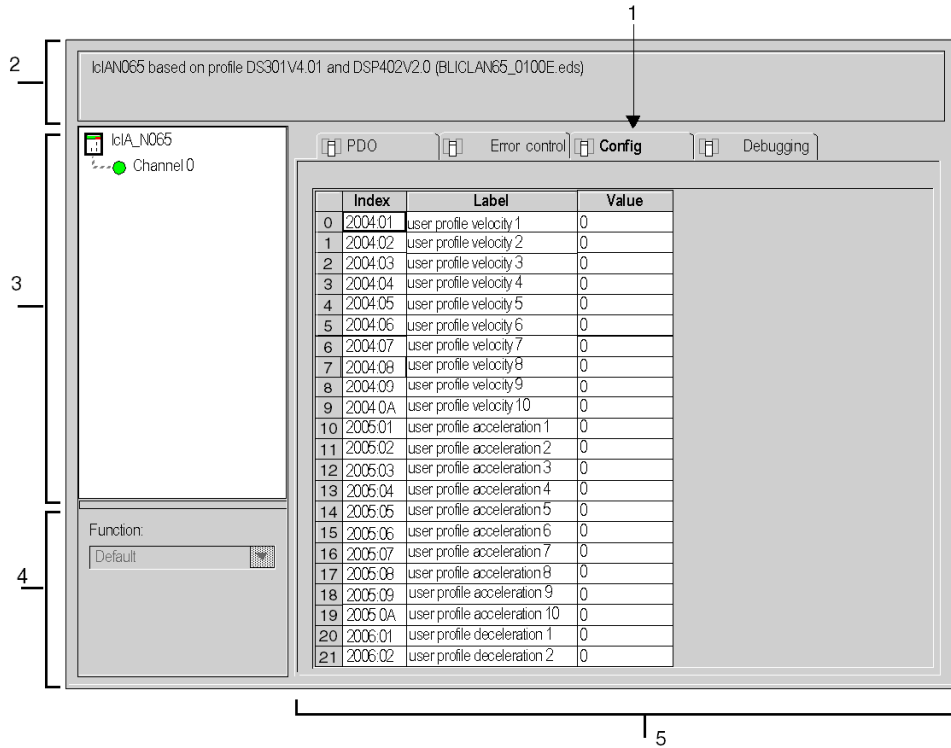 1
2
IclAN065 based on profile DS301V4.01 and DSP402V2.0 (BLICLAN65_0100E.eds)
3
IclA_N065
Channel 0
PDO Error control Config Debugging
Index Label Value
0 2004:01 user profile velocity 1 0
1 2004:02 user profile velocity 2 0
2 2004:03 user profile velocity 3 0
3 2004:04 user profile velocity 4 0
4 2004:05 user profile velocity 5 0
5 2004:06 user profile velocity 6 0
6 2004:07 user profile velocity 7 0
7 2004:08 user profile velocity 8 0
8 2004:09 user profile velocity 9 0
9 2004:0A user profile velocity 10 0
10 2005:01 user profile acceleration 1 0
11 2005:02 user profile acceleration 2 0
12 2005:03 user profile acceleration 3 0
13 2005:04 user profile acceleration 4 0
14 2005:05 user profile acceleration 5 0
15 2005:06 user profile acceleration 6 0
16 2005:07 user profile acceleration 7 0
17 2005:08 user profile acceleration 8 0
18 2005:09 user profile acceleration 9 0
19 2005:0A user profile acceleration 10 0
20 2006:01 user profile deceleration 1 0
21 2006:02 user profile deceleration 2 0
4
Function:
Default
5